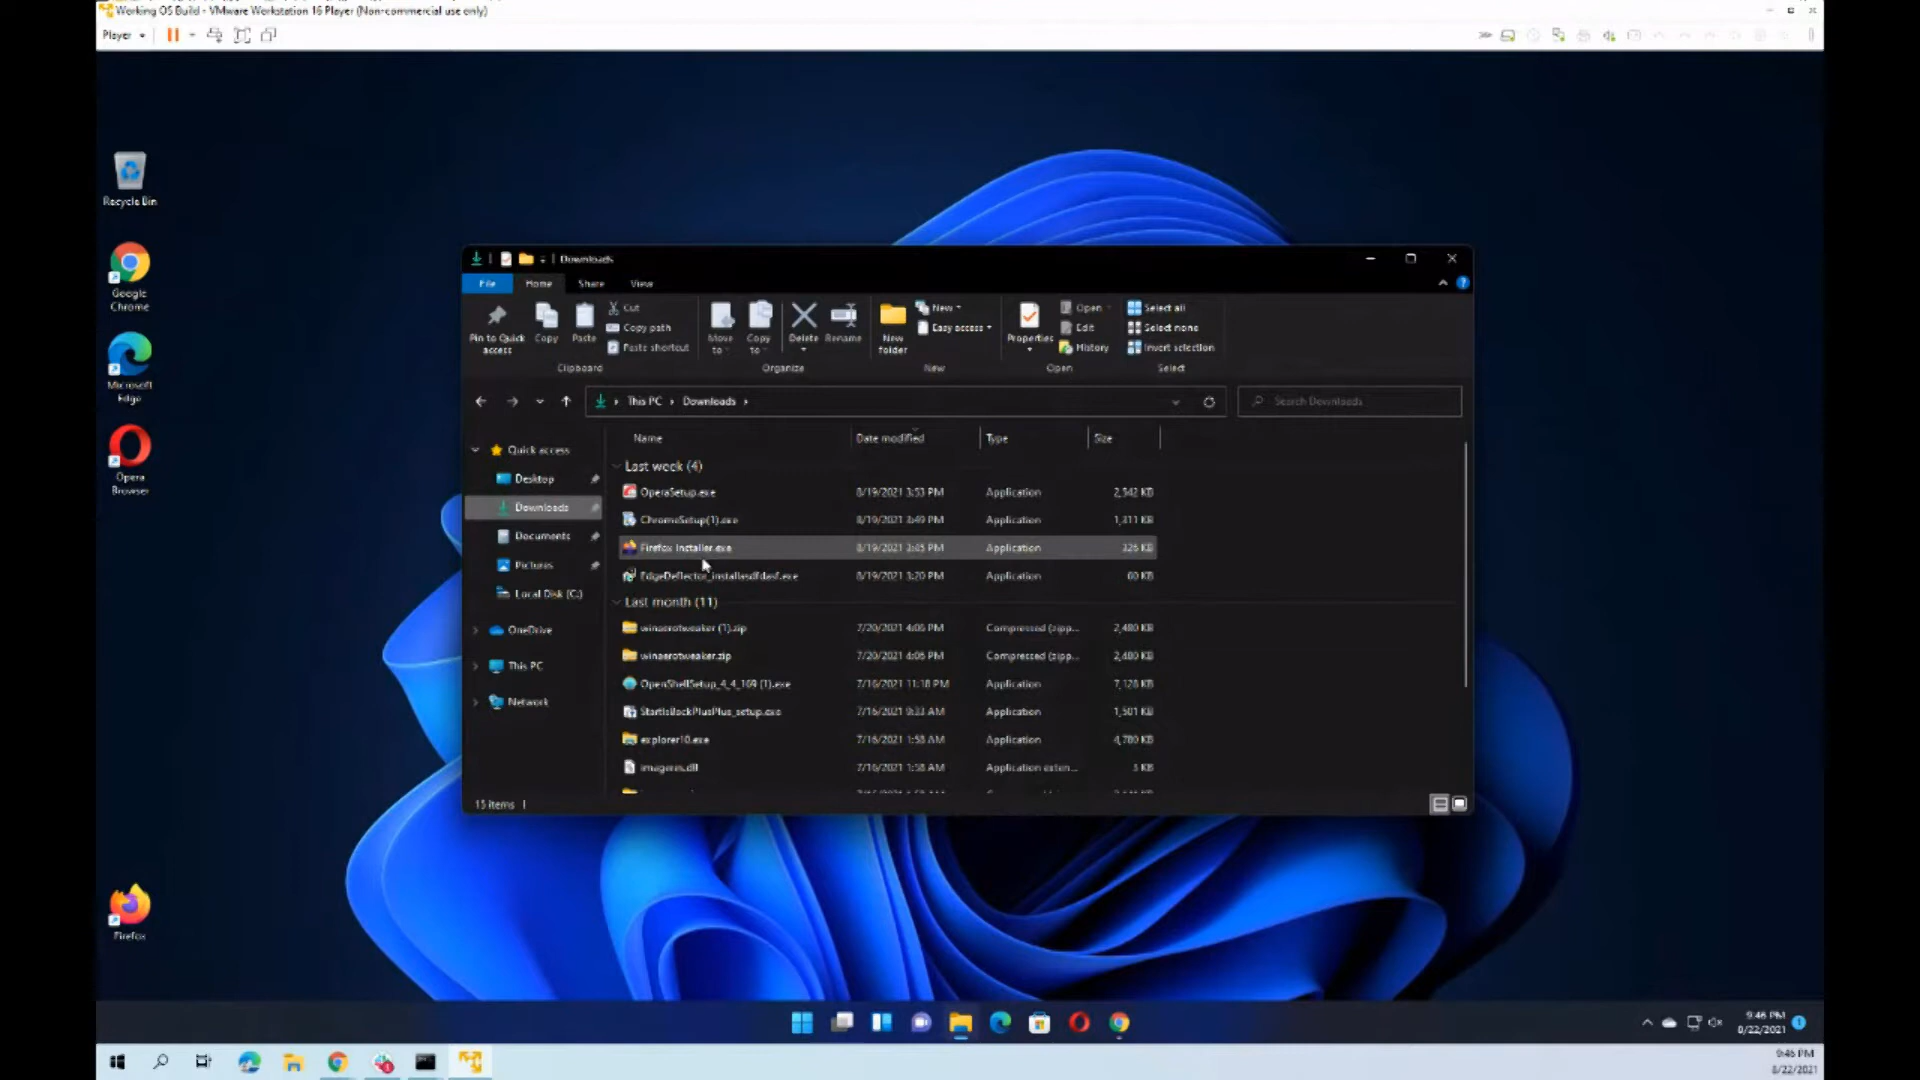 Working OS Build - VMware Workstation 16 Player (Non-commercial use only)
Player
Recycle Bin
Google
Chrome
Microsoft
Edge
Opera
Browser
Firefox
Downloads
File Home Share View
Pin to Quick
access
Copy
Paste
Cut
Copy path
Paste shortcut
Clipboard
Move
to
Copy
to
Delete
Rename
Organize
New
folder
New
Easy access
New
Properties
Open
Edit
History
Open
Select all
Select none
Invert selection
Select
This PC Downloads
Search Downloads
Quick access
Desktop
Downloads
Documents
Pictures
Local Disk (C:)
OneDrive
This PC
Network
Name Date modified Type Size
Last week (4)
OperaSetup.exe 8/19/2021 3:53 PM Application 2,542 KB
ChromeSetup(1).exe 8/19/2021 3:49 PM Application 1,311 KB
Firefox Installer.exe 8/19/2021 3:45 PM Application 326 KB
8/19/2021 3:20 PM Application 60 KB
Last month (11)
winaerotweaker (1).zip 7/20/2021 4:06 PM Compressed (zipp... 2,480 KB
winaerotweaker.zip 7/20/2021 4:06 PM Compressed (zipp... 2,480 KB
OpenShellSetup_4_4_169 (1).exe 7/16/2021 11:18 PM Application 7,128 KB
StartIsBackPlusPlus_setup.exe 7/16/2021 9:33 AM Application 1,501 KB
explorer10.exe 7/16/2021 1:58 AM Application 4,780 KB
imageres.dll 7/16/2021 1:58 AM Application exten... 3 KB
15 items
9:46 PM
8/22/2021
1
9:46 PM
8/22/2021